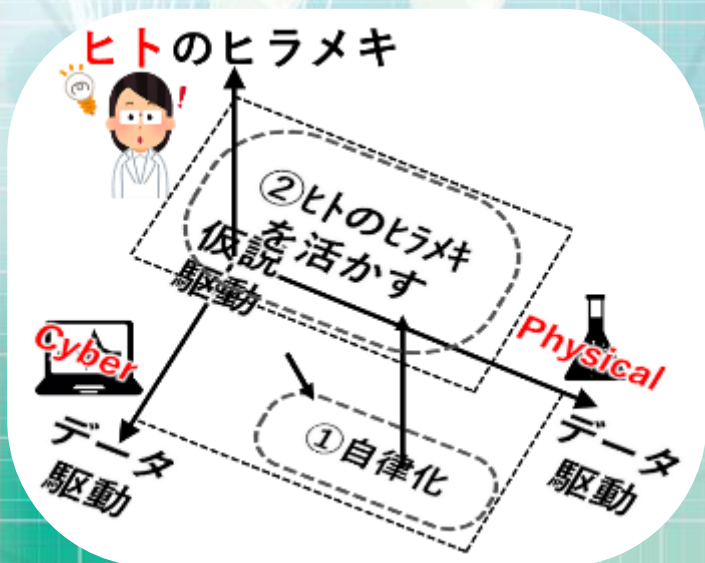 ヒトのヒラメキ
!
②ヒトのヒラメキ
を活かす
仮説
駆動
Cyber
Physical
①自律化
データ
駆動
データ
駆動